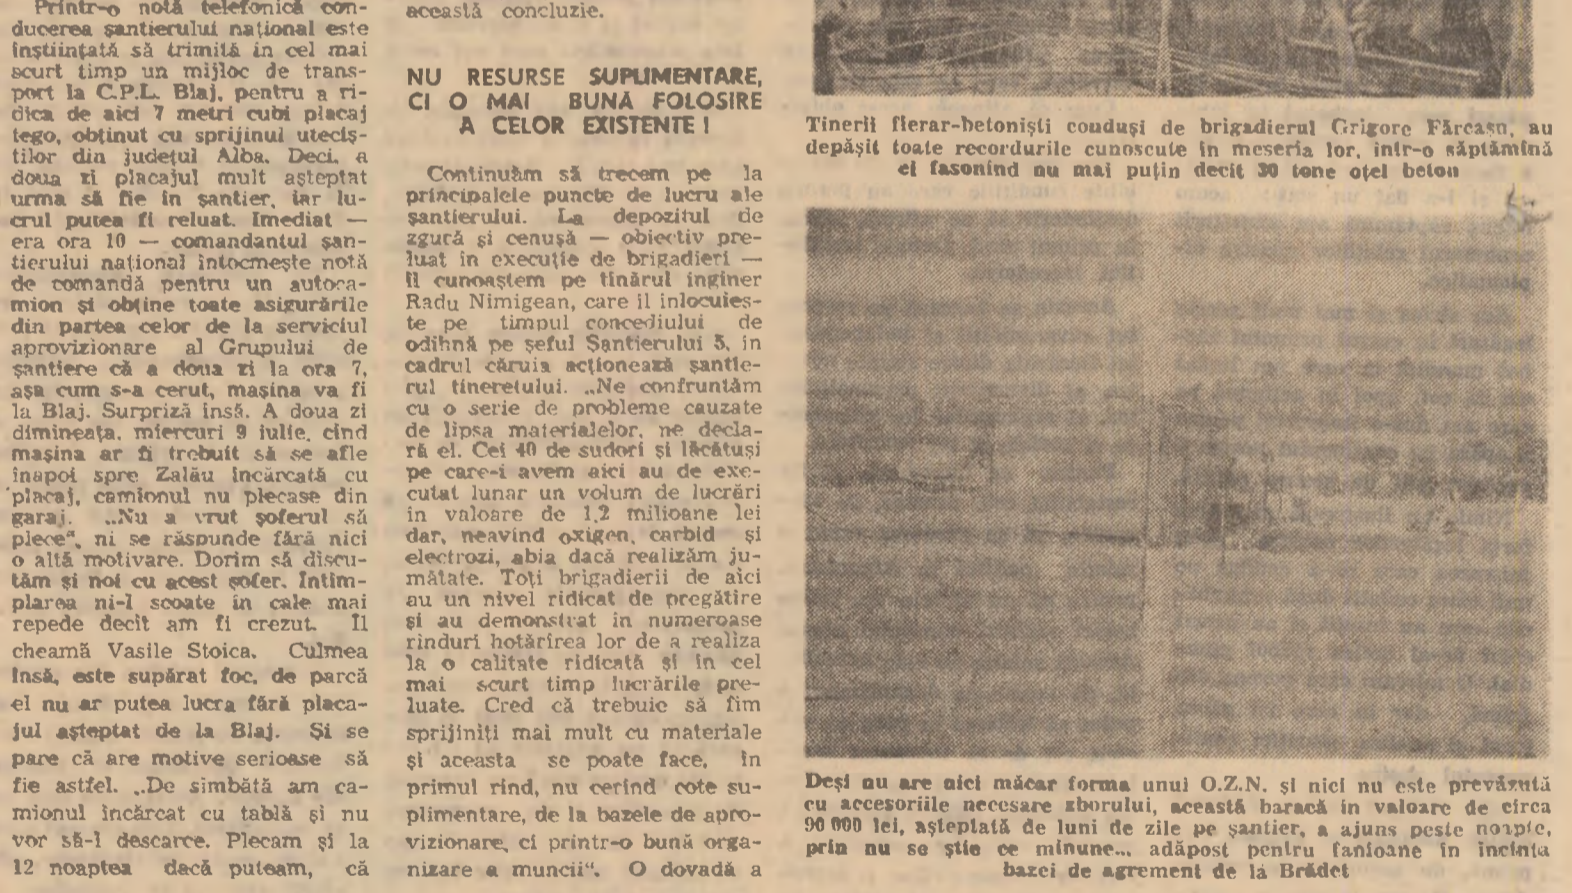 Printr-o notă telefonică con-
ducerea șantierului național este
înștiințată să trimită în cel mai
scurt timp un mijloc de trans-
port la C.P.L. Blaj, pentru a ri-
dica de aici 7 metri cubi placaj
tego, obținut cu sprijinul utecis-
tilor din județul Alba. Deci, a
doua zi placajul mult așteptat
urma să fie în șantier, iar lu-
crul putea fi reluat. Imediat —
era ora 10 — comandantul șan-
tierului național întocmește notă
de comandă pentru un autoca-
mion și obține toate asigurările
din partea celor de la serviciul
aprovizionare al Grupului de
șantiere că a doua zi la ora 7,
așa cum s-a cerut, mașina va fi
la Blaj. Surpriză însă. A doua zi
dimineața, miercuri 9 iulie, cînd
mașina ar fi trebuit să se afle
înapoi spre Zalău încărcată cu
placaj, camionul nu plecase din
garaj. „Nu a vrut șoferul să
plece“, ni se răspunde fără nici
o altă motivare. Dorim să discu-
tăm și noi cu acest șofer. Întîm-
plarea ni-l scoate în cale mai
repede decît am fi crezut. Îl
cheamă Vasile Stoica. Culmea
însă, este supărat foc, de parcă
el nu ar putea lucra fără placa-
jul așteptat de la Blaj. Și se
pare că are motive serioase să
fie astfel. „De sîmbătă am ca-
mionul încărcat cu tablă și nu
vor să-l descarce. Plecam și la
12 noaptea dacă puteam, că
această concluzie.
NU RESURSE SUPLIMENTARE,
CI O MAI BUNĂ FOLOSIRE
A CELOR EXISTENTE !
Continuăm să trecem pe la
principalele puncte de lucru ale
șantierului. La depozitul de
zgură și cenușă — obiectiv pre-
luat în execuție de brigadieri —
îl cunoaștem pe tînărul inginer
Radu Nimigean, care îl înlocuies-
te pe timpul concediului de
odihnă pe șeful Șantierului 5, în
cadrul căruia acționează șantie-
rul tineretului. „Ne confruntăm
cu o serie de probleme cauzate
de lipsa materialelor, ne decla-
ră el. Cei 40 de sudori și lăcătuși
pe care-i avem aici au de exe-
cutat lunar un volum de lucrări
în valoare de 1,2 milioane lei
dar, neavînd oxigen, carbid și
electrozi, abia dacă realizăm ju-
mătate. Toți brigadierii de aici
au un nivel ridicat de pregătire
și au demonstrat în numeroase
rînduri hotărîrea lor de a realiza
la o calitate ridicată și în cel
mai scurt timp lucrările pre-
luate. Cred că trebuie să fim
sprijiniți mai mult cu materiale
și aceasta se poate face, în
primul rînd, nu cerînd cote su-
plimentare, de la bazele de apro-
vizionare, ci printr-o bună orga-
nizare a muncii“. O dovadă a
Tinerii fierar-betoniști conduși de brigadierul Grigore Fărcașu, au
depășit toate recordurile cunoscute în meseria lor, într-o săptămînă
ei fasonînd nu mai puțin decît 30 tone oțel beton
Deși nu are nici măcar forma unui O.Z.N. și nici nu este prevăzută
cu accesoriile necesare zborului, această baracă în valoare de circa
90 000 lei, așteptată de luni de zile pe șantier, a ajuns peste noapte,
prin nu se știe ce minune... adăpost pentru fanioane în incinta
bazei de agrement de la Brădet